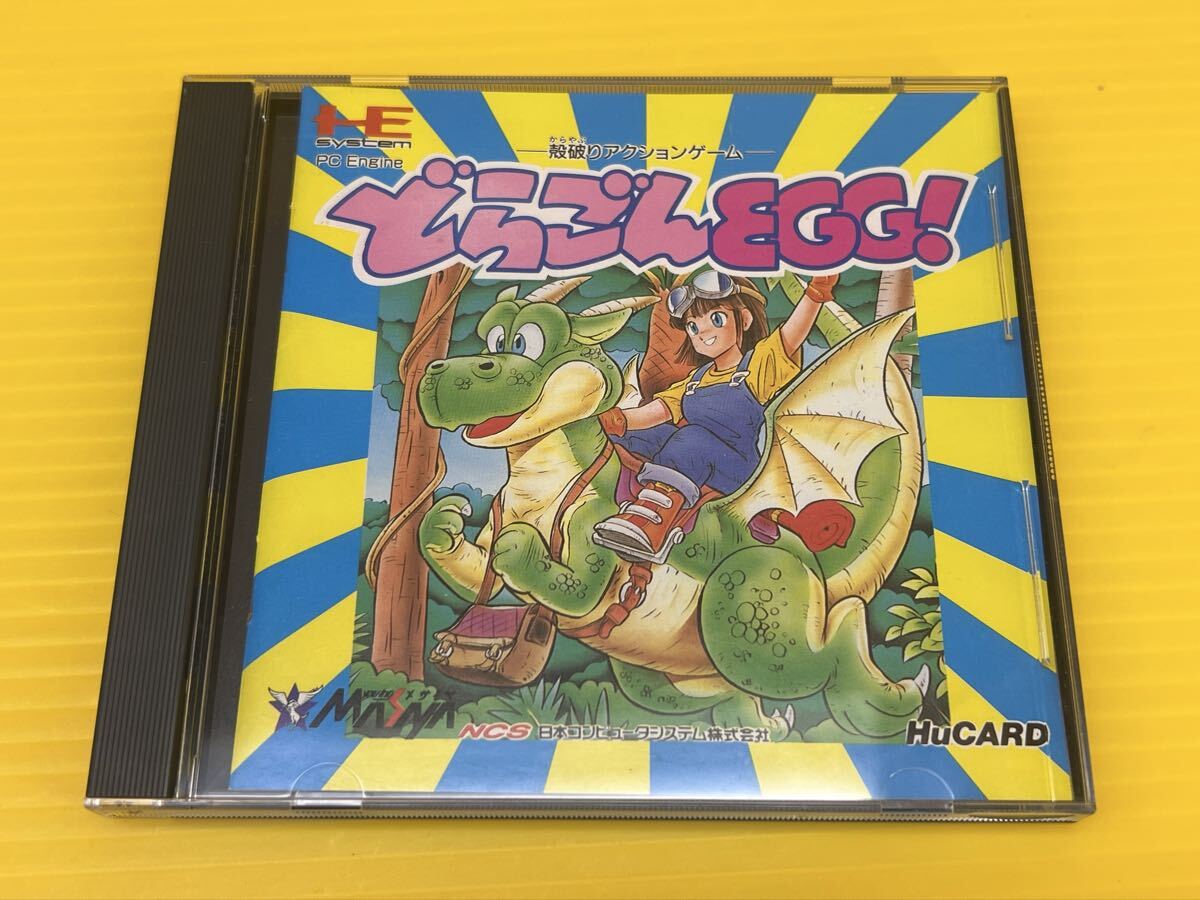 HE
system
PC Engine
からやぶ
殻破りアクションゲーム
どらごんEGG!
メサイヤ
MASAYA
NCS 日本コンピュータシステム株式会社
HuCARD